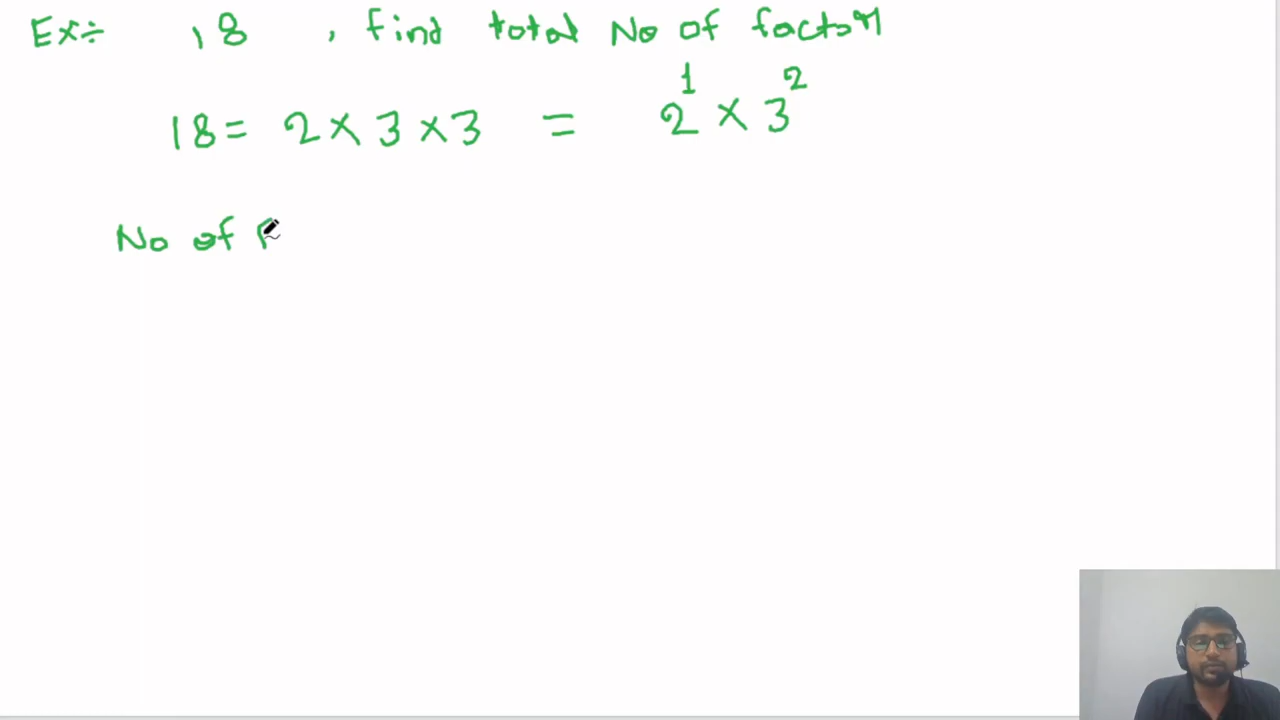 Ex÷ 18 , find total No of factor
18 = 2 × 3 × 3 = 2¹ × 3²
No of F